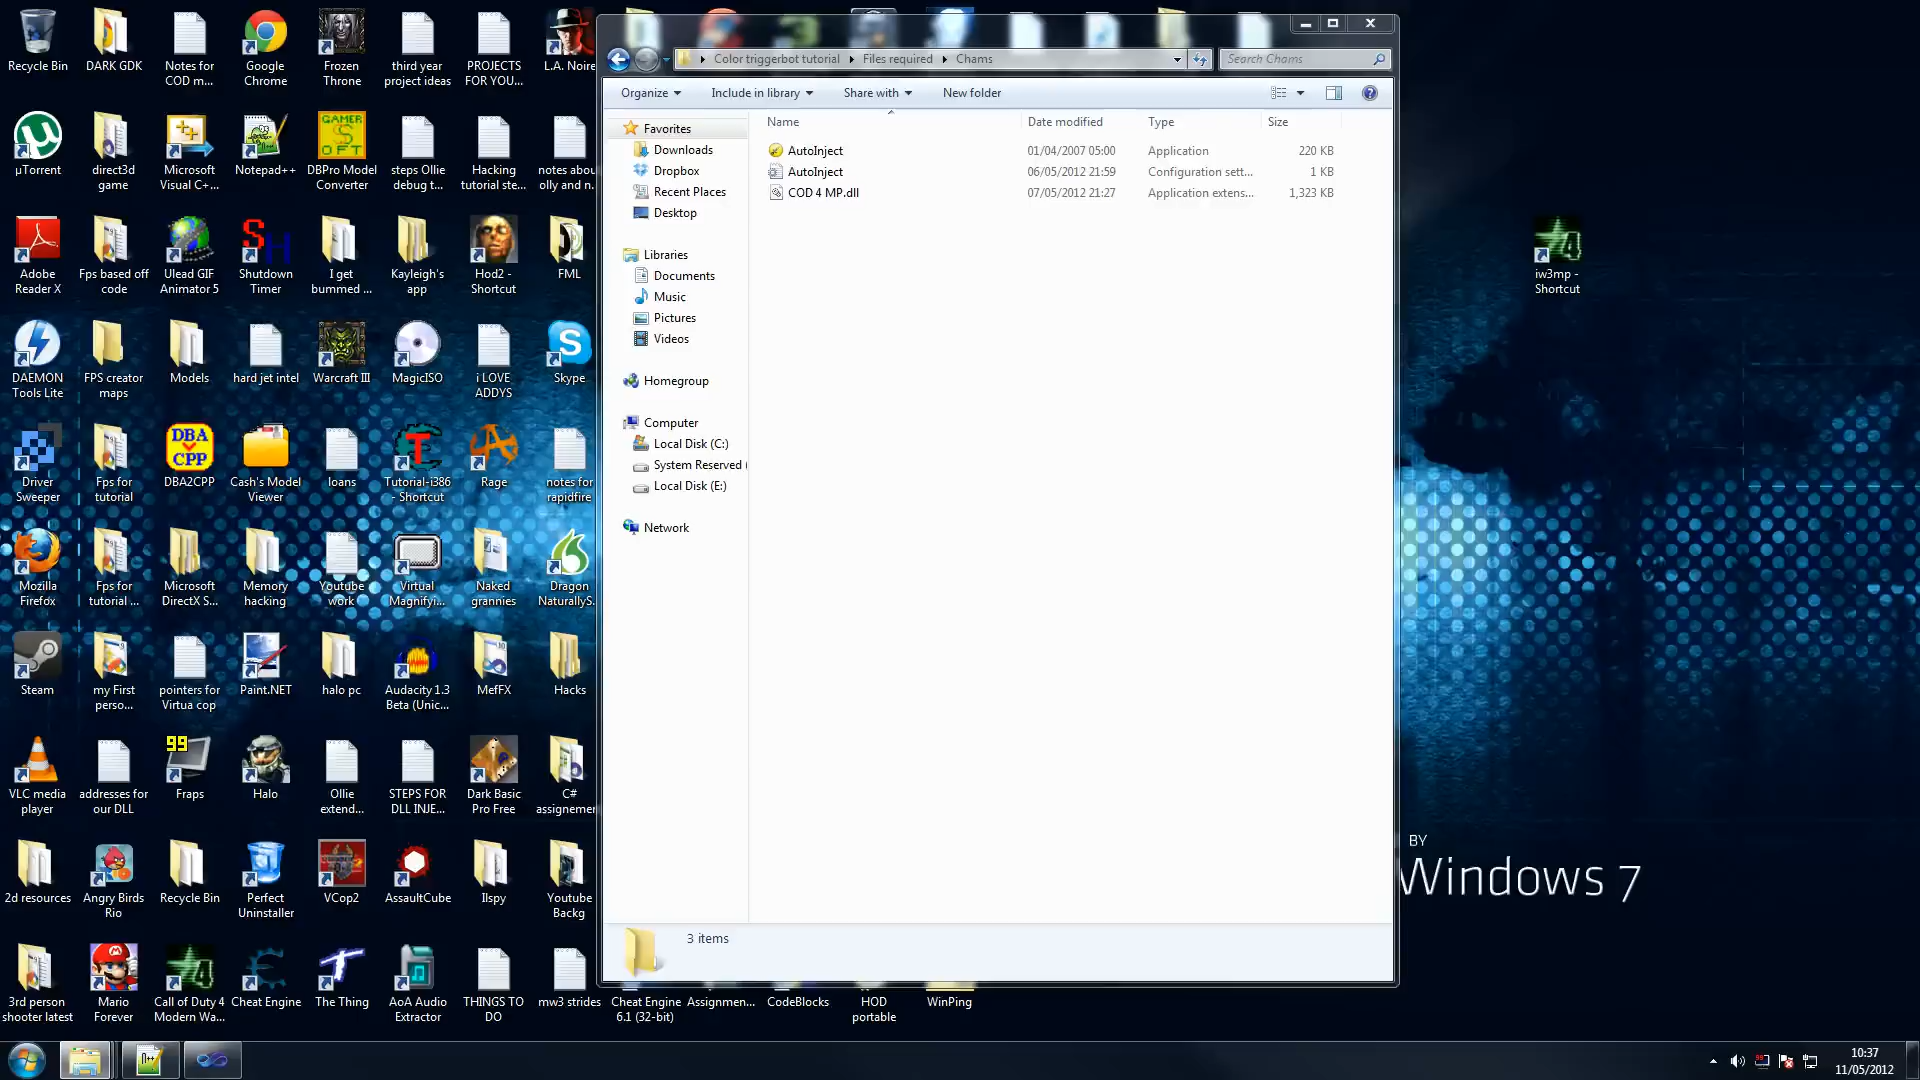 Recycle Bin
DARK GDK
Notes for
COD m...
Google
Chrome
Frozen
Throne
third year
project ideas
PROJECTS
FOR YOU...
L.A. Noire
µTorrent
direct3d
game
Microsoft
Visual C+...
Notepad++
GAMER
S
OFT
DBPro Model
Converter
steps Ollie
debug t...
Hacking
tutorial ste...
notes abou
olly and n.
Adobe
Reader X
Fps based off
code
Ulead GIF
Animator 5
SH
Shutdown
Timer
I get
bummed ...
Kayleigh's
app
Hod2 -
Shortcut
FML
DAEMON
Tools Lite
FPS creator
maps
Models
hard jet intel
Warcraft III
MagicISO
i LOVE
ADDYS
Skype
Driver
Sweeper
Fps for
tutorial
DBA
CPP
DBA2CPP
Cash's Model
Viewer
loans
Tutorial-i386
- Shortcut
Rage
notes for
rapidfire
Mozilla
Firefox
Fps for
tutorial ...
Microsoft
DirectX S...
Memory
hacking
Youtube
work
Virtual
Magnifyi...
Naked
grannies
Dragon
NaturallyS.
Steam
my First
perso...
pointers for
Virtua cop
Paint.NET
halo pc
Audacity 1.3
Beta (Unic...
MefFX
Hacks
VLC media
player
addresses for
our DLL
99
Fraps
Halo
Ollie
extend...
STEPS FOR
DLL INJE...
Dark Basic
Pro Free
C#
assignemen
2d resources
Angry Birds
Rio
Recycle Bin
Perfect
Uninstaller
VCop2
AssaultCube
Ilspy
Youtube
Backg
3rd person
shooter latest
Mario
Forever
Call of Duty 4
Modern Wa...
Cheat Engine
The Thing
AoA Audio
Extractor
THINGS TO
DO
mw3 strides
Cheat Engine
6.1 (32-bit)
Assignmen...
CodeBlocks
HOD
portable
WinPing
Color triggerbot tutorial
Files required
Chams
Search Chams
Organize
Include in library
Share with
New folder
Favorites
Downloads
Dropbox
Recent Places
Desktop
Libraries
Documents
Music
Pictures
Videos
Homegroup
Computer
Local Disk (C:)
System Reserved (
Local Disk (E:)
Network
Name Date modified Type Size
AutoInject 01/04/2007 05:00 Application 220 KB
AutoInject 06/05/2012 21:59 Configuration sett... 1 KB
COD 4 MP.dll 07/05/2012 21:27 Application extens... 1,323 KB
3 items
iw3mp -
Shortcut
BY
Windows 7
10:37
11/05/2012